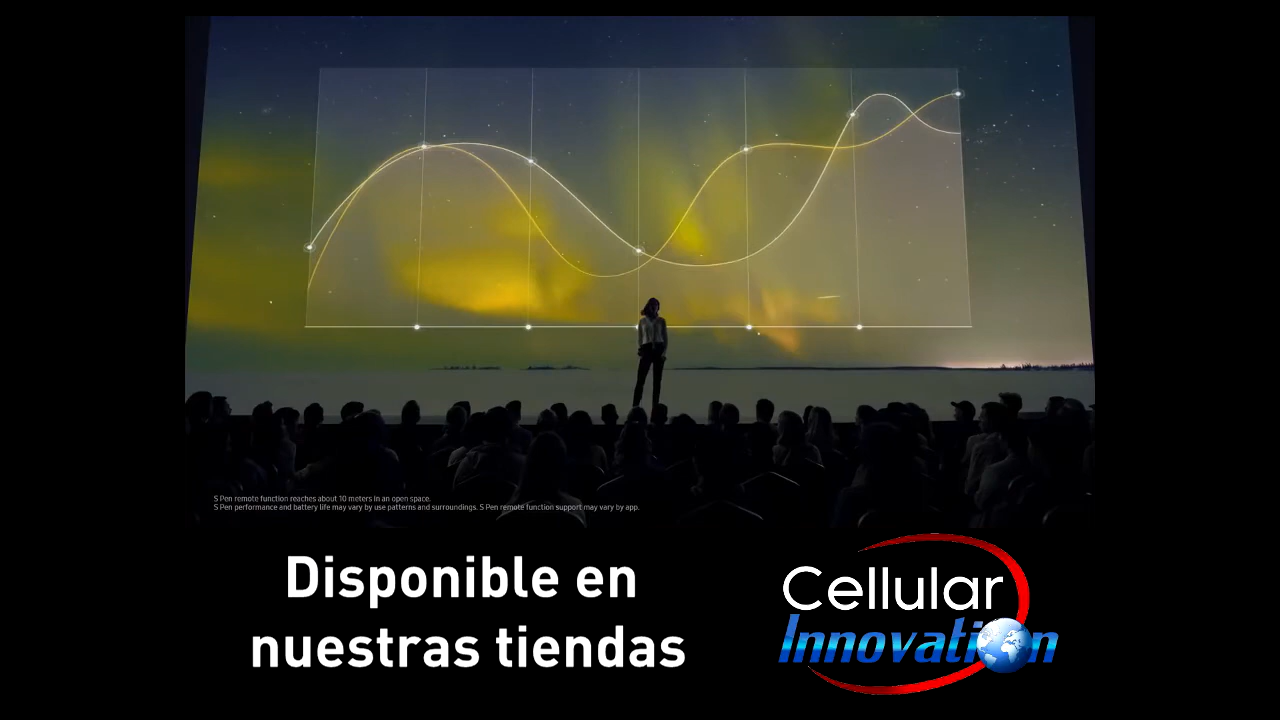 S Pen remote function reaches about 10 meters in an open space.
S Pen performance and battery life may vary by use patterns and surroundings. S Pen remote function support may vary by app.
Disponible en
nuestras tiendas
Cellular
Innovation